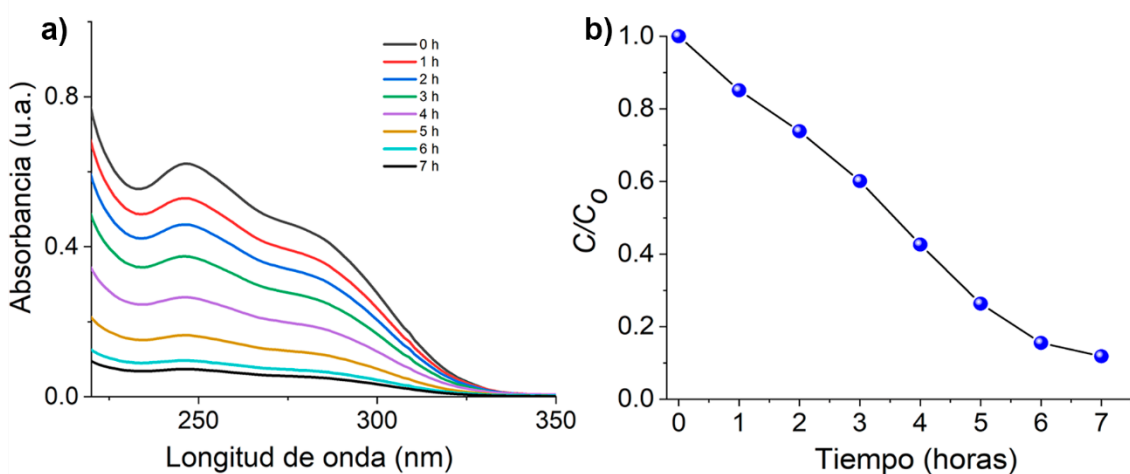 a)
Absorbancia (u.a.)
0.8
0.4
0.0
250
300
350
Longitud de onda (nm)
0 h
1 h
2 h
3 h
4 h
5 h
6 h
7 h
b)
C/Co
1.0
0.8
0.6
0.4
0.2
0.0
0 1 2 3 4 5 6 7
Tiempo (horas)